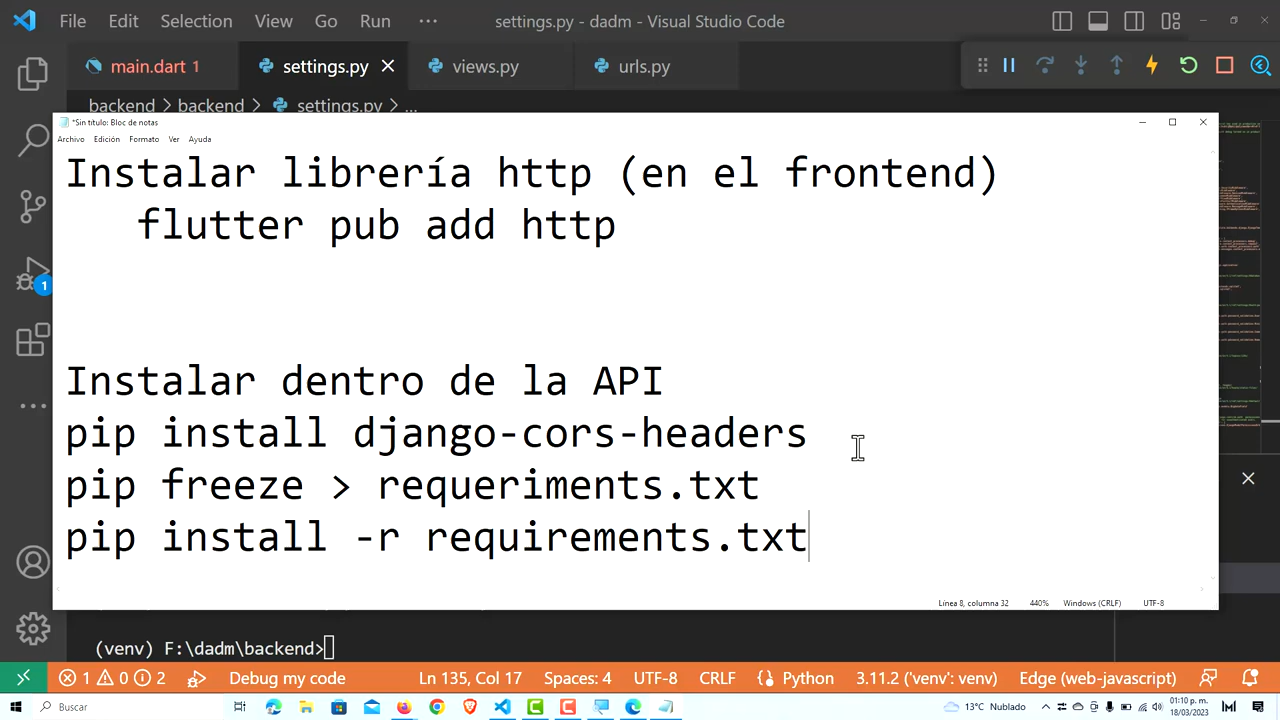 File Edit Selection View Go Run ··· settings.py - dadm - Visual Studio Code
main.dart 1 settings.py views.py urls.py
backend > backend > settings.py > ...
*Sin título: Bloc de notas
Archivo Edición Formato Ver Ayuda
Instalar librería http (en el frontend)
flutter pub add http
Instalar dentro de la API
pip install django-cors-headers
pip freeze > requeriments.txt
pip install -r requirements.txt
Línea 8, columna 32 440% Windows (CRLF) UTF-8
1
(venv) F:\dadm\backend>
1 0 2 Debug my code Ln 135, Col 17 Spaces: 4 UTF-8 CRLF Python 3.11.2 ('venv': venv) Edge (web-javascript)
Buscar 13°C Nublado 01:10 p. m. 18/03/2023